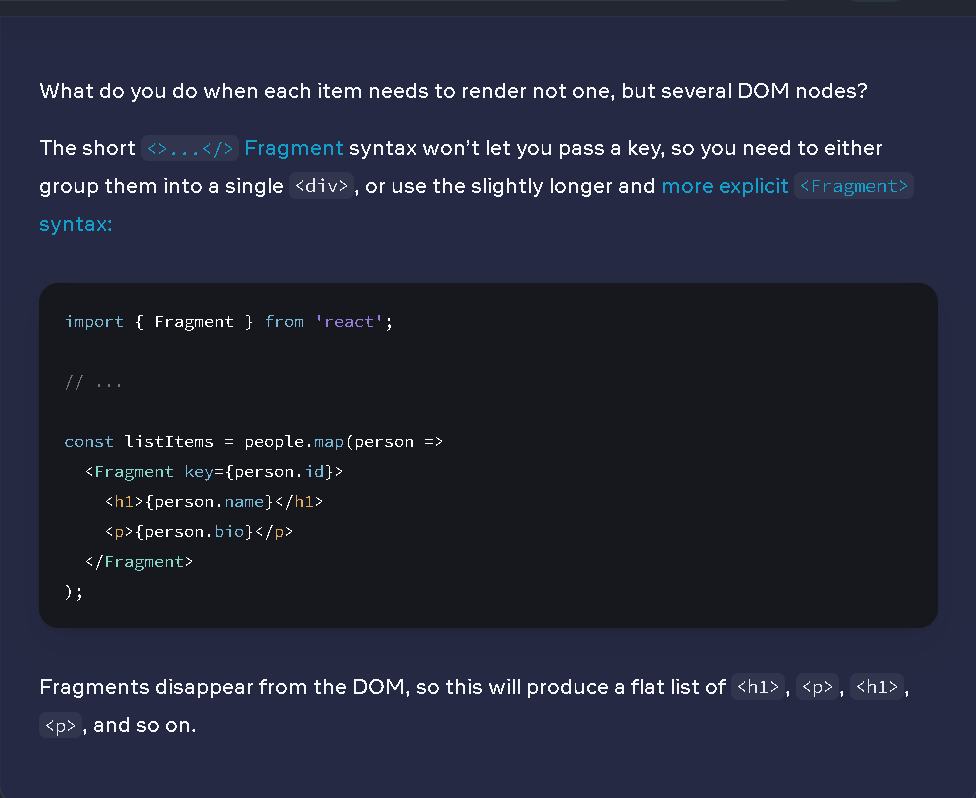 What do you do when each item needs to render not one, but several DOM nodes?
The short <>...</> Fragment syntax won’t let you pass a key, so you need to either
group them into a single <div>, or use the slightly longer and more explicit <Fragment>
syntax:
import { Fragment } from 'react';
// ...
const listItems = people.map(person =>
  <Fragment key={person.id}>
    <h1>{person.name}</h1>
    <p>{person.bio}</p>
  </Fragment>
);
Fragments disappear from the DOM, so this will produce a flat list of <h1>, <p>, <h1>,
<p>, and so on.